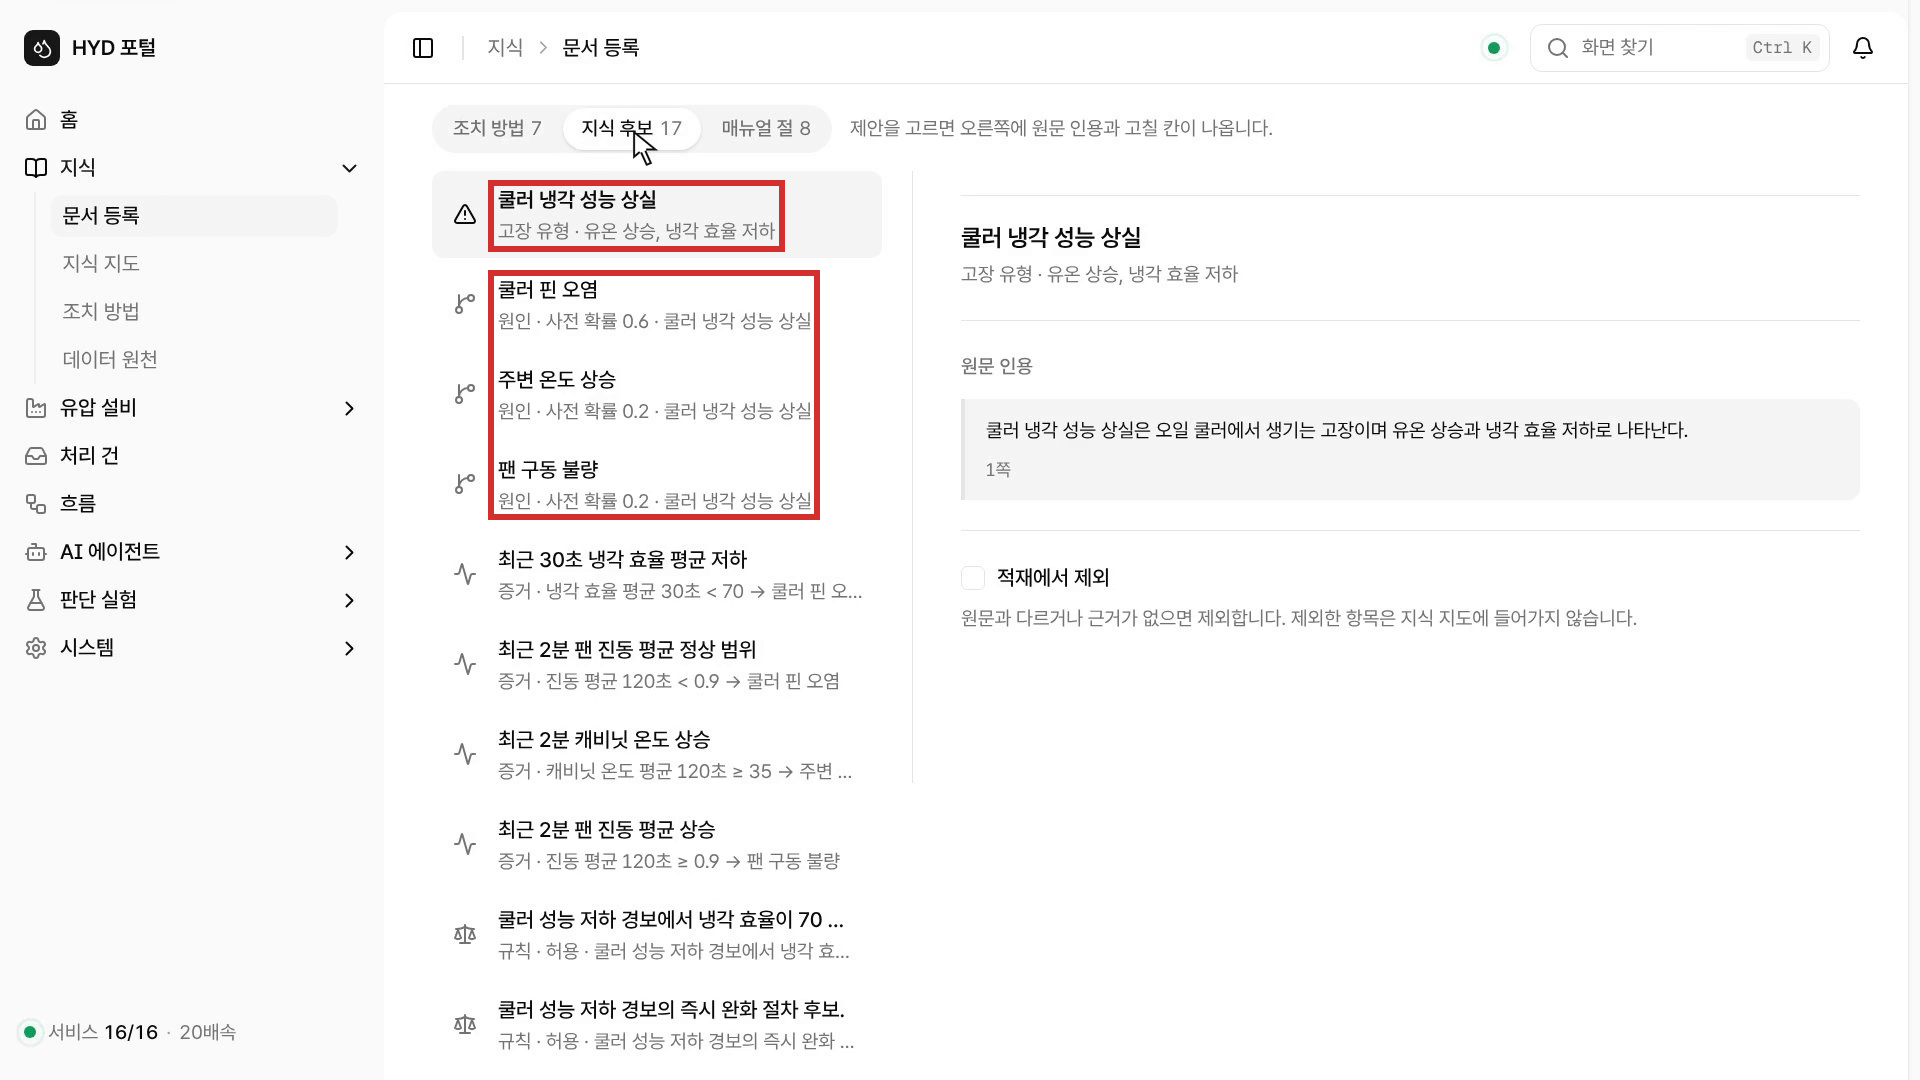 HYD 포털
홈
지식
문서 등록
지식 지도
조치 방법
데이터 원천
유압 설비
처리 건
흐름
AI 에이전트
판단 실험
시스템
서비스 16/16 · 20배속
지식 > 문서 등록
화면 찾기 Ctrl K
조치 방법 7 지식 후보 17 매뉴얼 절 8 제안을 고르면 오른쪽에 원문 인용과 고칠 칸이 나옵니다.
쿨러 냉각 성능 상실
고장 유형 · 유온 상승, 냉각 효율 저하
쿨러 핀 오염
원인 · 사전 확률 0.6 · 쿨러 냉각 성능 상실
주변 온도 상승
원인 · 사전 확률 0.2 · 쿨러 냉각 성능 상실
팬 구동 불량
원인 · 사전 확률 0.2 · 쿨러 냉각 성능 상실
최근 30초 냉각 효율 평균 저하
증거 · 냉각 효율 평균 30초 < 70 → 쿨러 핀 오...
최근 2분 팬 진동 평균 정상 범위
증거 · 진동 평균 120초 < 0.9 → 쿨러 핀 오염
최근 2분 캐비닛 온도 상승
증거 · 캐비닛 온도 평균 120초 ≥ 35 → 주변 ...
최근 2분 팬 진동 평균 상승
증거 · 진동 평균 120초 ≥ 0.9 → 팬 구동 불량
쿨러 성능 저하 경보에서 냉각 효율이 70 ...
규칙 · 허용 · 쿨러 성능 저하 경보에서 냉각 효...
쿨러 성능 저하 경보의 즉시 완화 절차 후보.
규칙 · 허용 · 쿨러 성능 저하 경보의 즉시 완화 ...
쿨러 냉각 성능 상실
고장 유형 · 유온 상승, 냉각 효율 저하
원문 인용
쿨러 냉각 성능 상실은 오일 쿨러에서 생기는 고장이며 유온 상승과 냉각 효율 저하로 나타난다.
1쪽
적재에서 제외
원문과 다르거나 근거가 없으면 제외합니다. 제외한 항목은 지식 지도에 들어가지 않습니다.